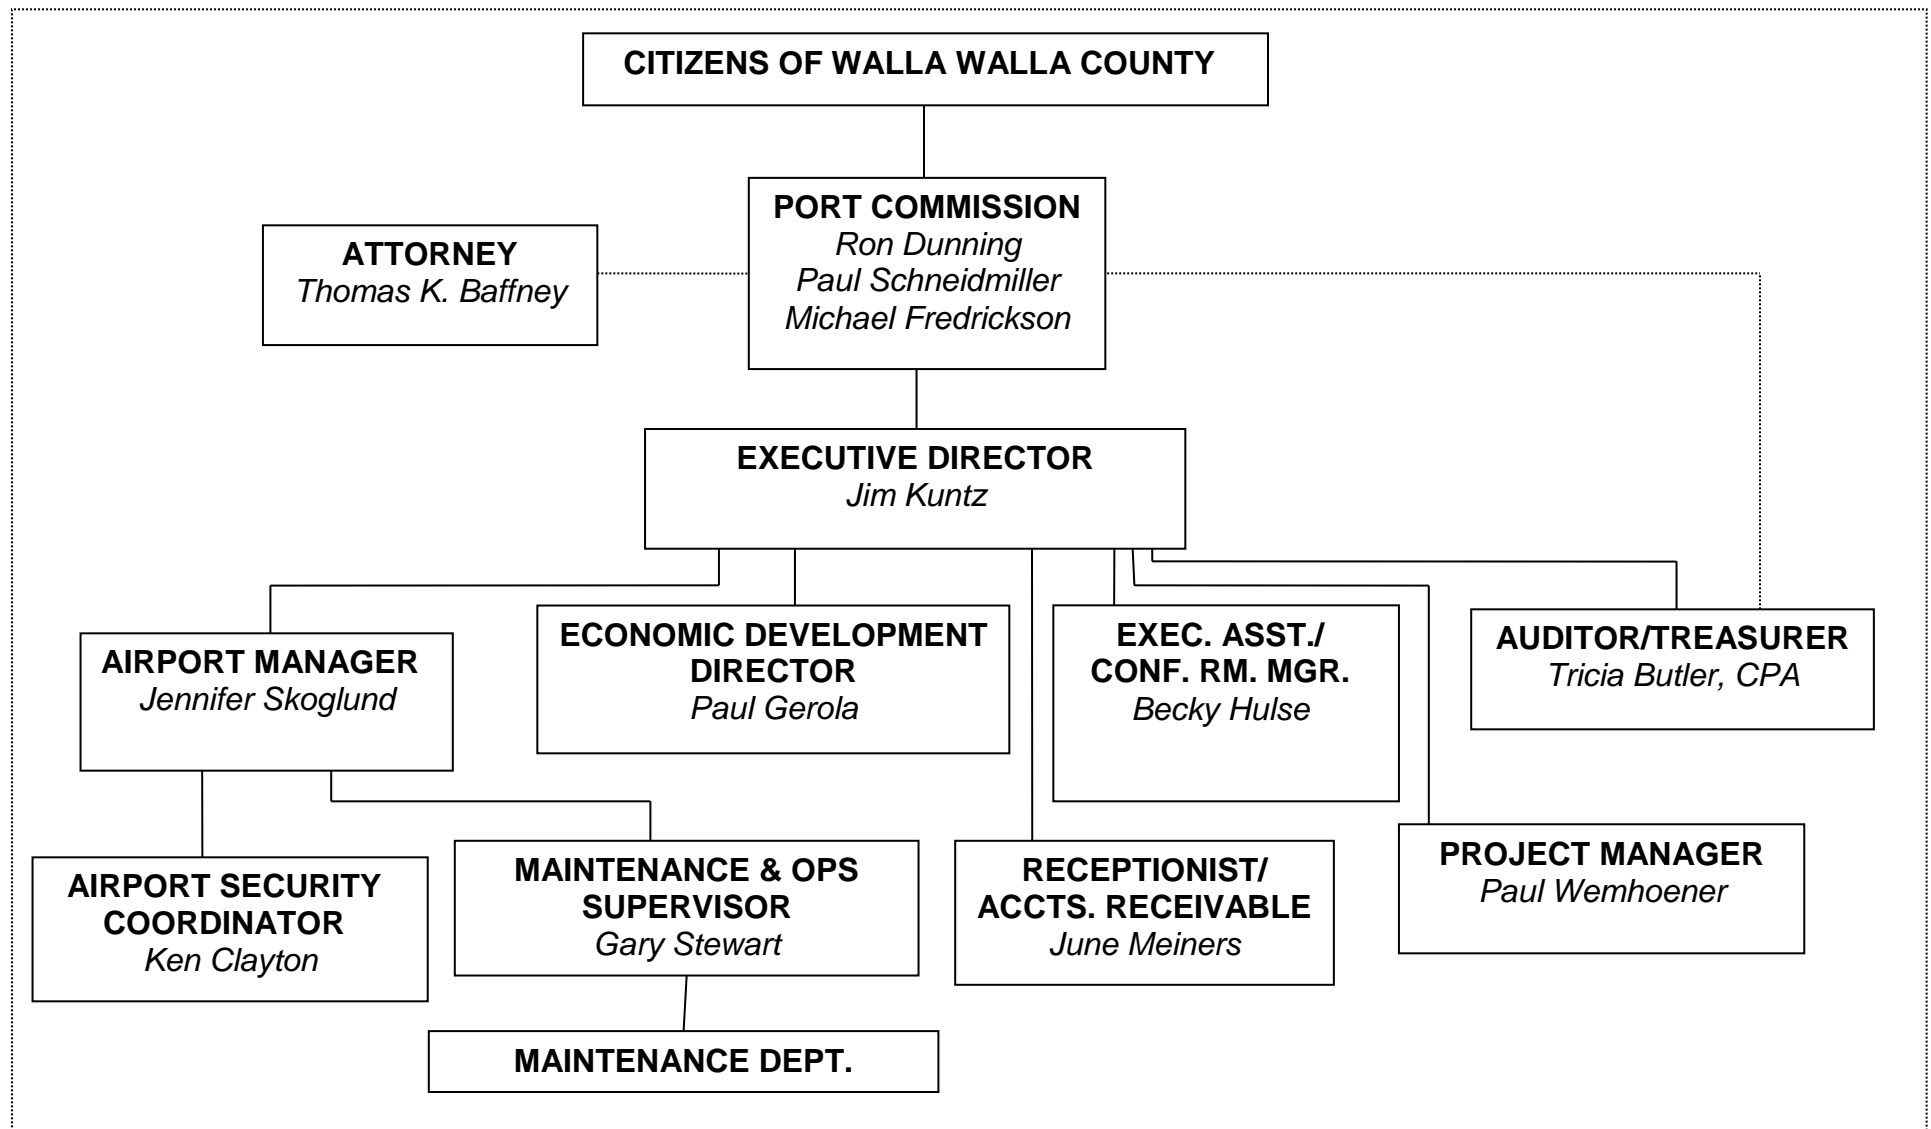 CITIZENS OF WALLA WALLA COUNTY
PORT COMMISSION
Ron Dunning
Paul Schneidmiller
Michael Fredrickson
ATTORNEY
Thomas K. Baffney
EXECUTIVE DIRECTOR
Jim Kuntz
AIRPORT MANAGER
Jennifer Skoglund
ECONOMIC DEVELOPMENT
DIRECTOR
Paul Gerola
EXEC. ASST./
CONF. RM. MGR.
Becky Hulse
AUDITOR/TREASURER
Tricia Butler, CPA
AIRPORT SECURITY
COORDINATOR
Ken Clayton
MAINTENANCE & OPS
SUPERVISOR
Gary Stewart
RECEPTIONIST/
ACCTS. RECEIVABLE
June Meiners
PROJECT MANAGER
Paul Wemhoener
MAINTENANCE DEPT.